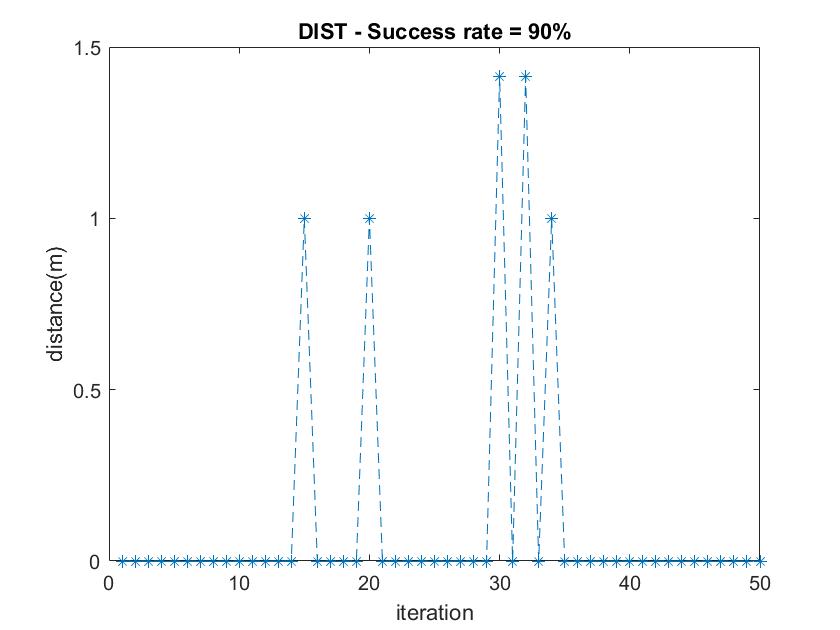 DIST - Success rate = 90%
1.5
1
0.5
0
distance(m)
0 10 20 30 40 50
iteration